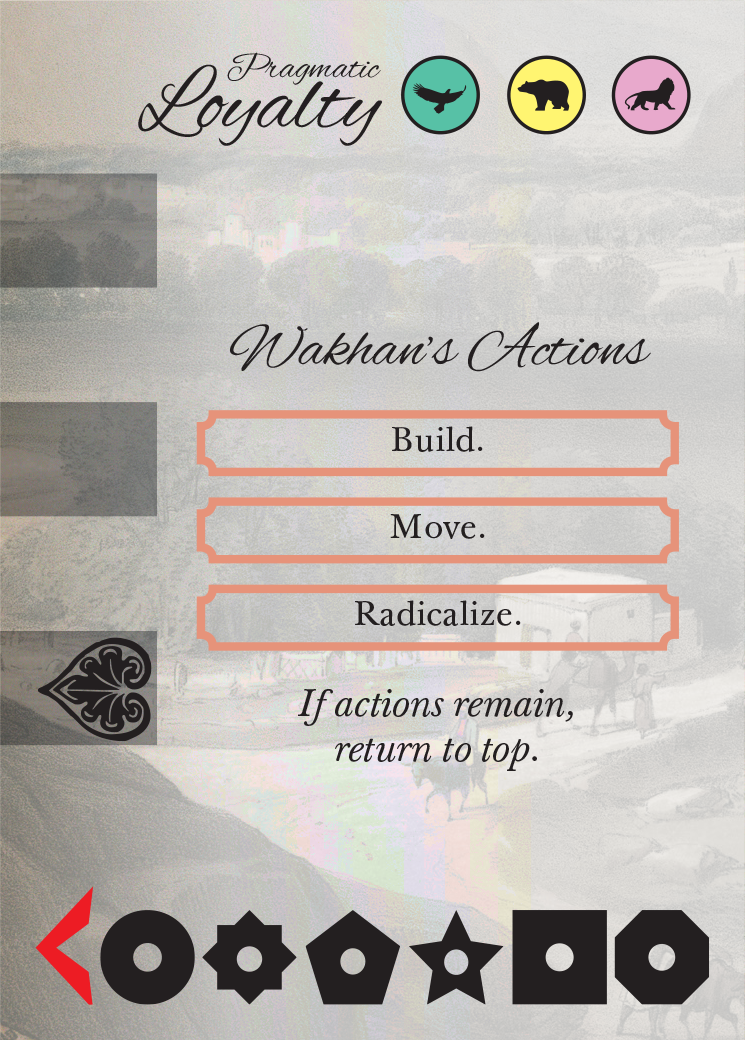 Pragmatic
Loyalty
Wakhan's Actions
Build.
Move.
Radicalize.
If actions remain,
return to top.